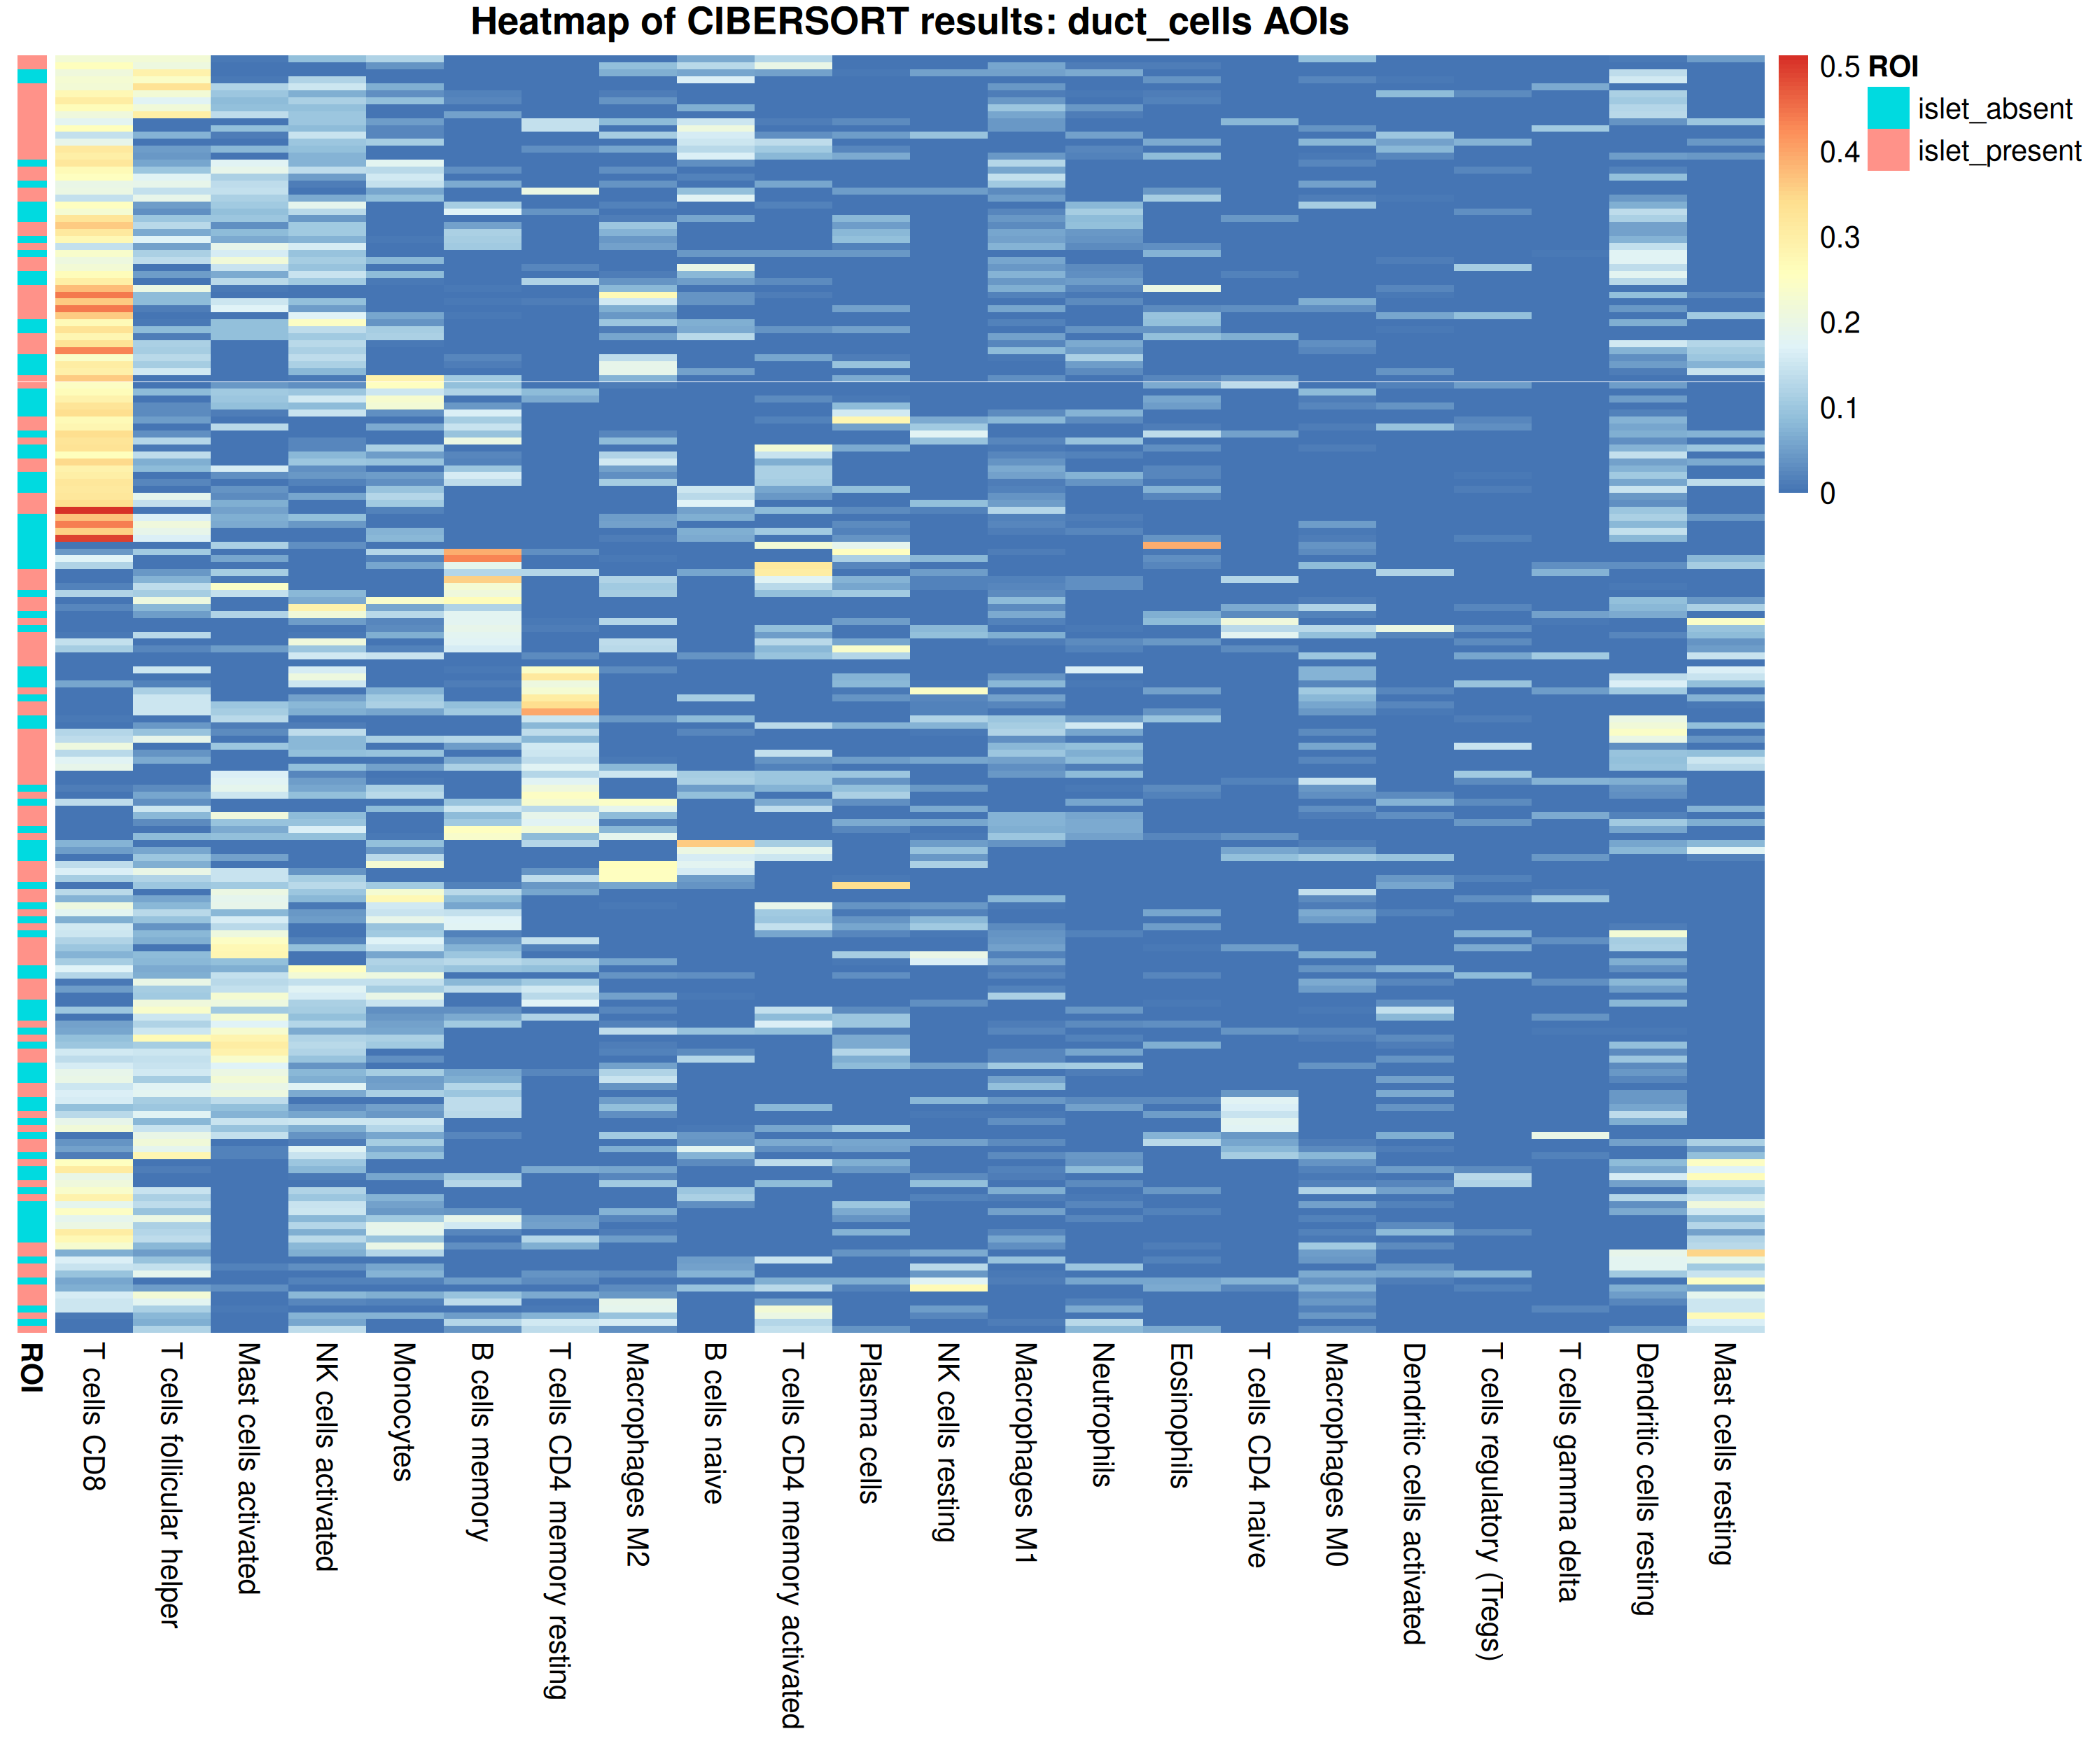 Heatmap of CIBERSORT results: duct_cells AOIs
0.5
0.4
0.3
0.2
0.1
0
ROI
islet_absent
islet_present
ROI
T cells CD8
T cells follicular helper
Mast cells activated
NK cells activated
Monocytes
B cells memory
T cells CD4 memory resting
Macrophages M2
B cells naive
T cells CD4 memory activated
Plasma cells
NK cells resting
Macrophages M1
Neutrophils
Eosinophils
T cells CD4 naive
Macrophages M0
Dendritic cells activated
T cells regulatory (Tregs)
T cells gamma delta
Dendritic cells resting
Mast cells resting